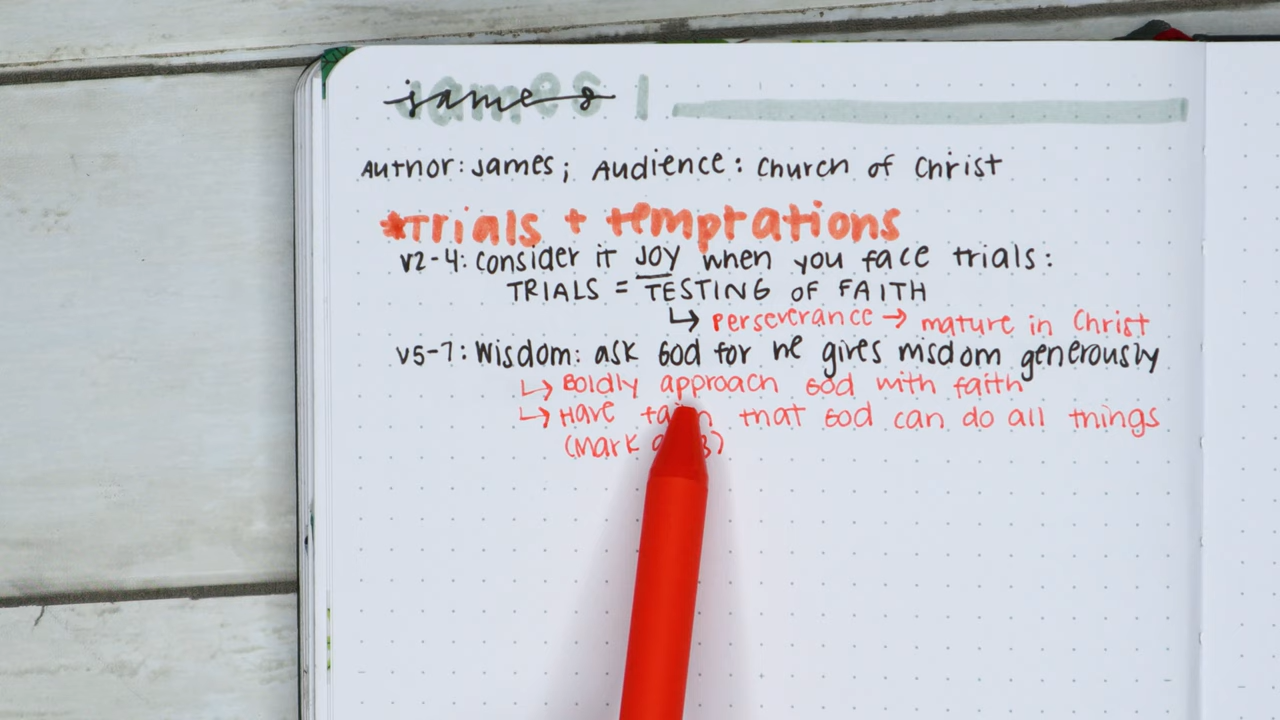 james 1
Author: James; Audience: Church of Christ
*Trials + temptations
v2-4: Consider it JOY when you face trials:
TRIALS = TESTING OF FAITH
↳ Perseverance → mature in Christ
v5-7: Wisdom: ask God for he gives wisdom generously
↳ Boldly approach God with faith
↳ Have that God can do all things
(Mark